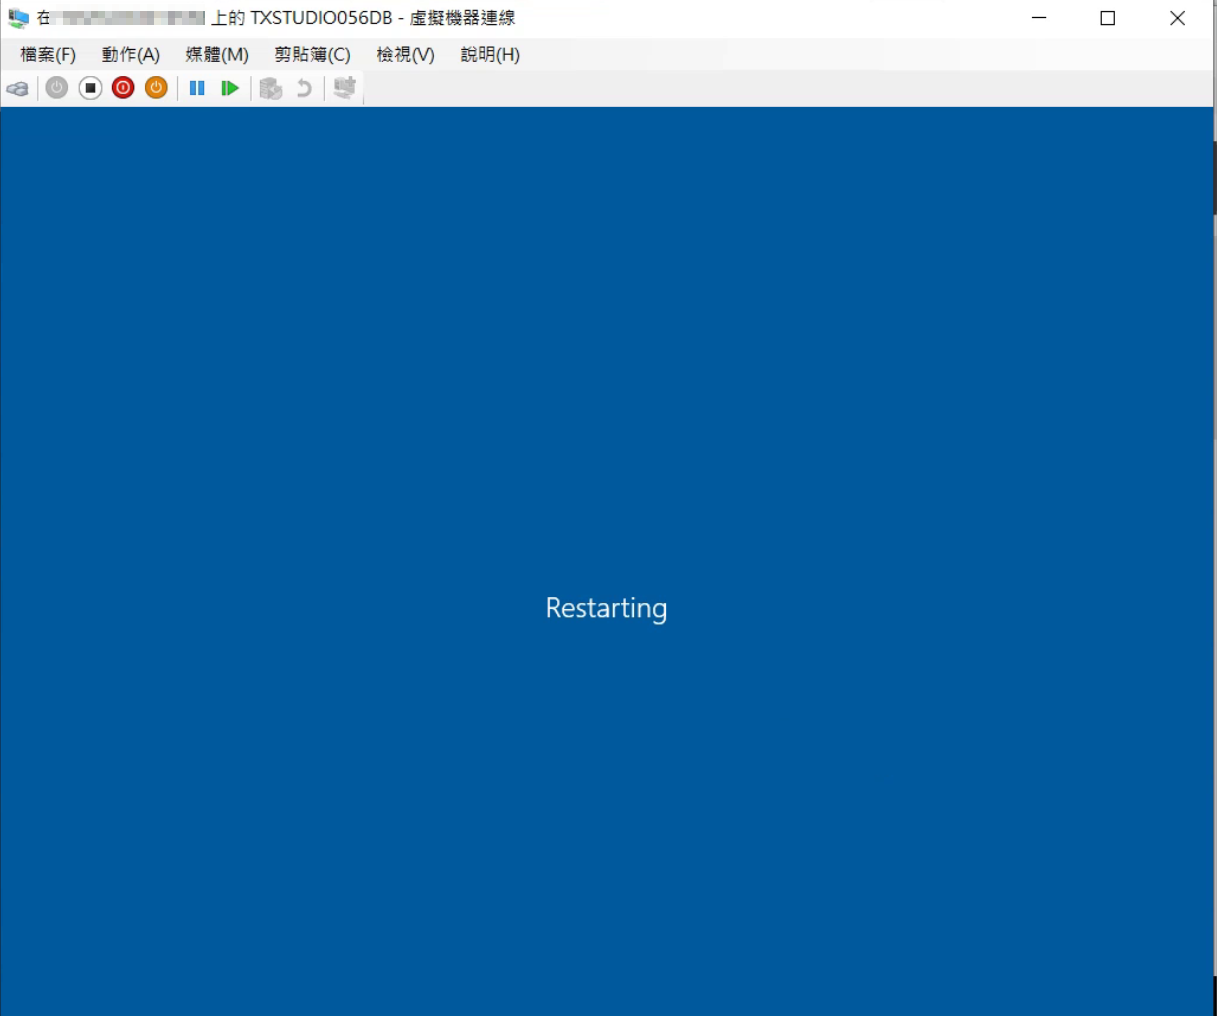 在 上的 TXSTUDIO056DB - 虛擬機器連線
檔案(F) 動作(A) 媒體(M) 剪貼簿(C) 檢視(V) 說明(H)
Restarting